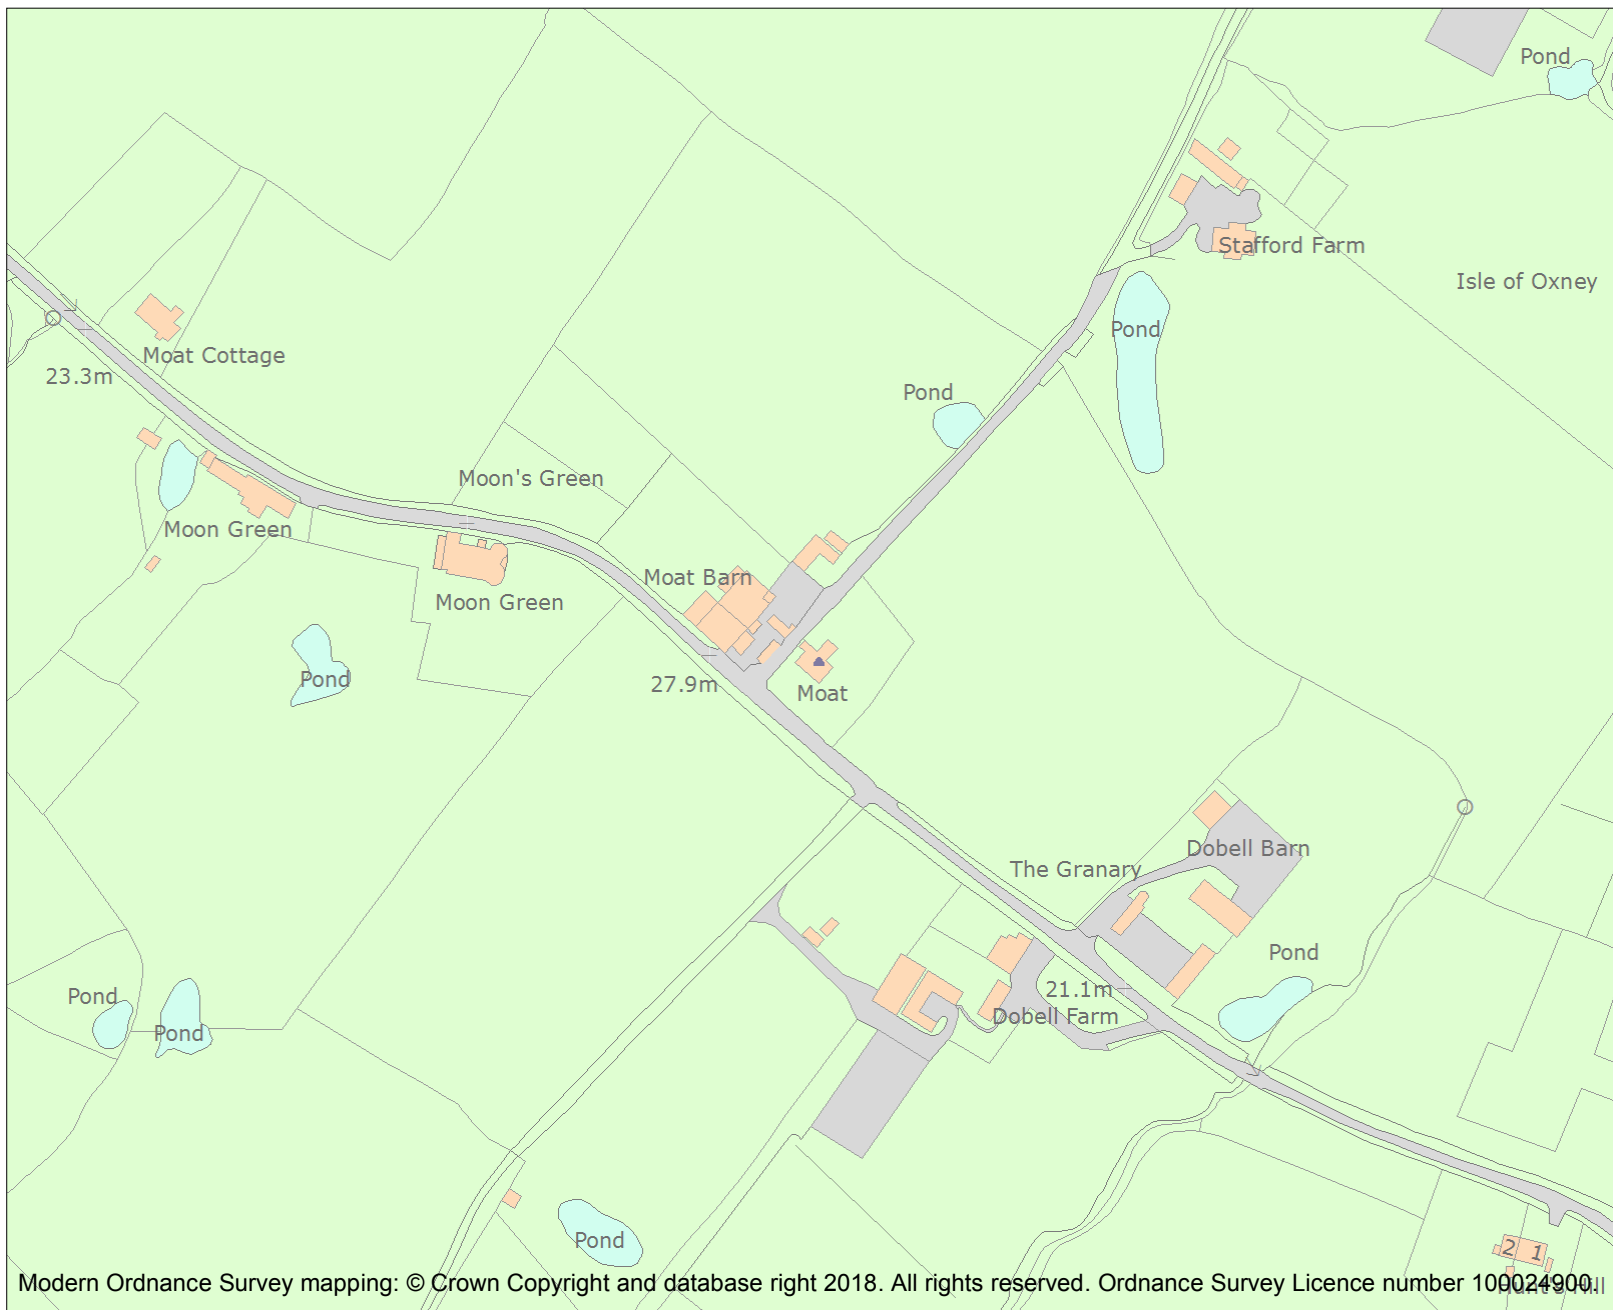 Pond
Stafford Farm
Isle of Oxney
Pond
Moat Cottage
23.3m
Pond
Moon's Green
Moon Green
Moat Barn
Moon Green
Pond
27.9m
Moat
Dobell Barn
The Granary
Pond
21.1m
Pond
Dobell Farm
Pond
Pond
2 1
Hunt's Hill
Modern Ordnance Survey mapping: © Crown Copyright and database right 2018. All rights reserved. Ordnance Survey Licence number 100024900.